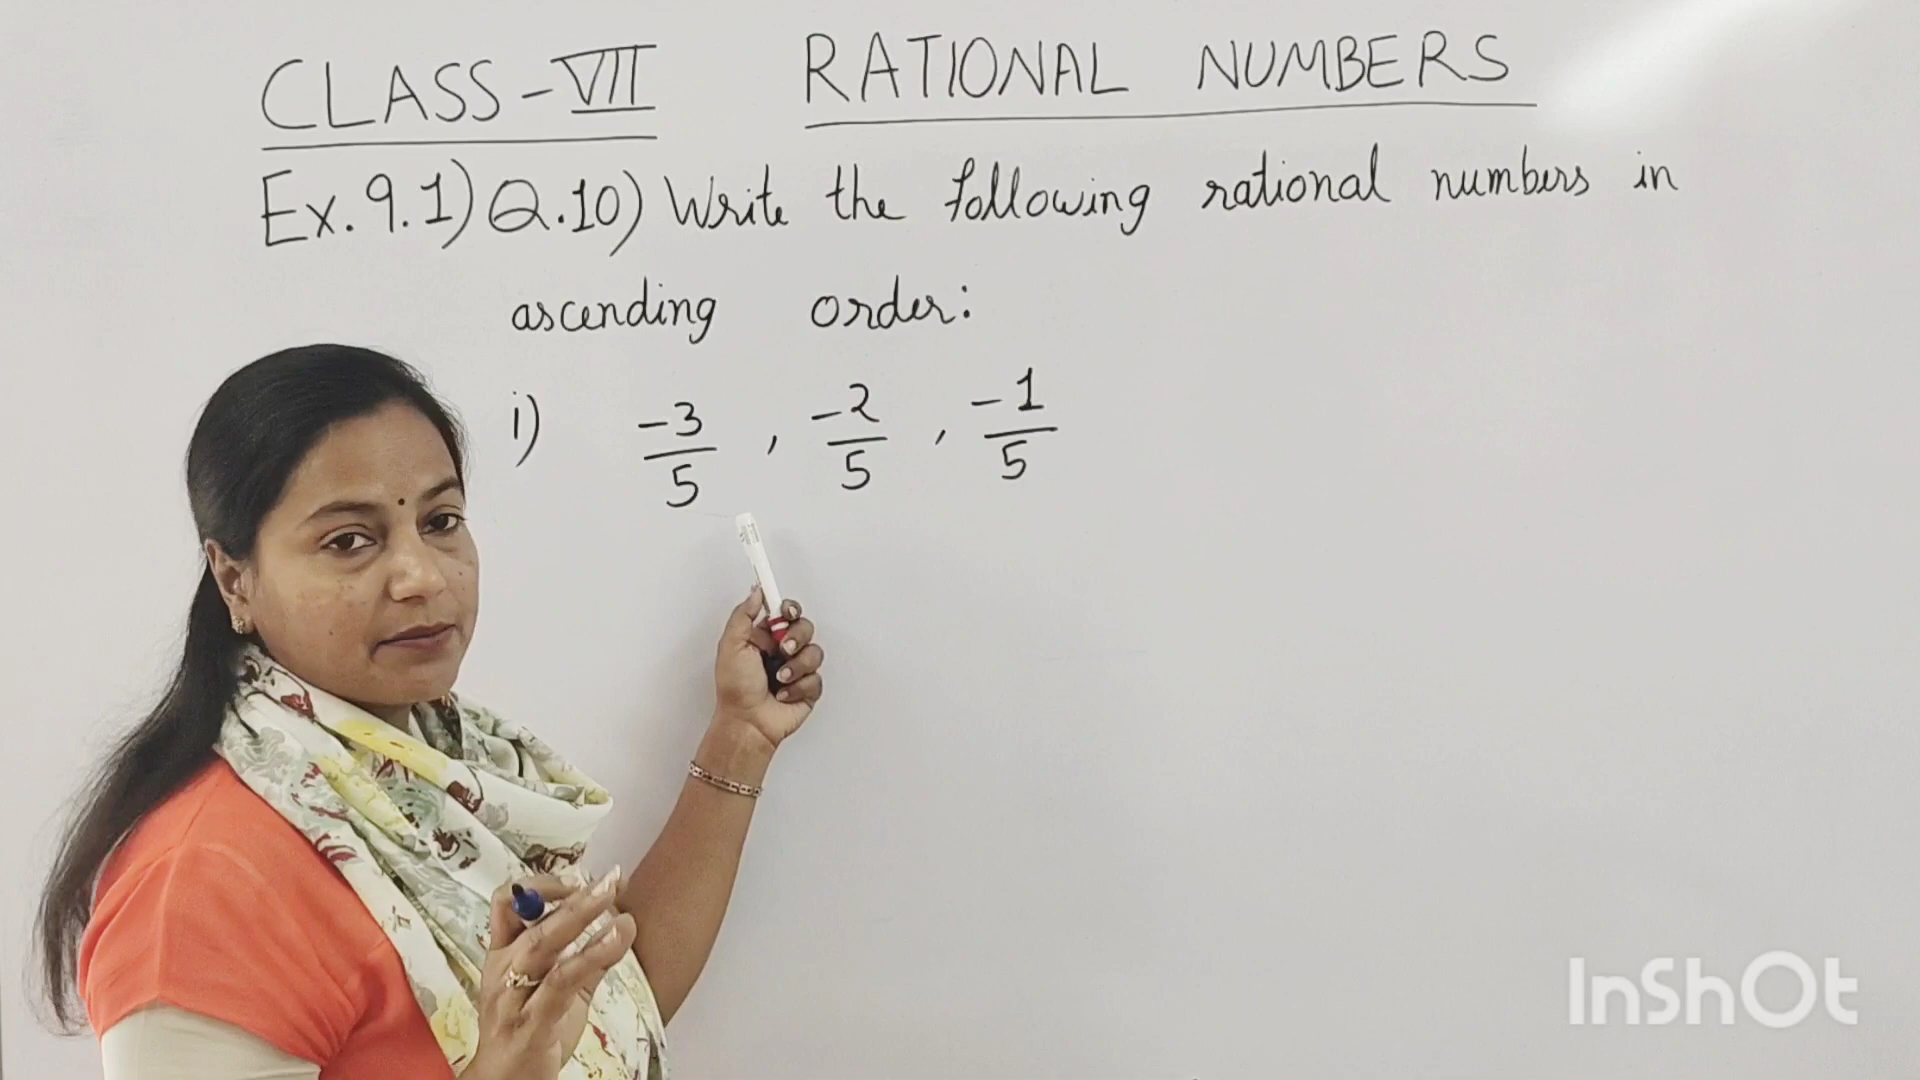 CLASS-VII RATIONAL NUMBERS
Ex. 9.1) Q.10) Write the following rational numbers in
ascending order:
i) -3/5 , -2/5 , -1/5
InShOt